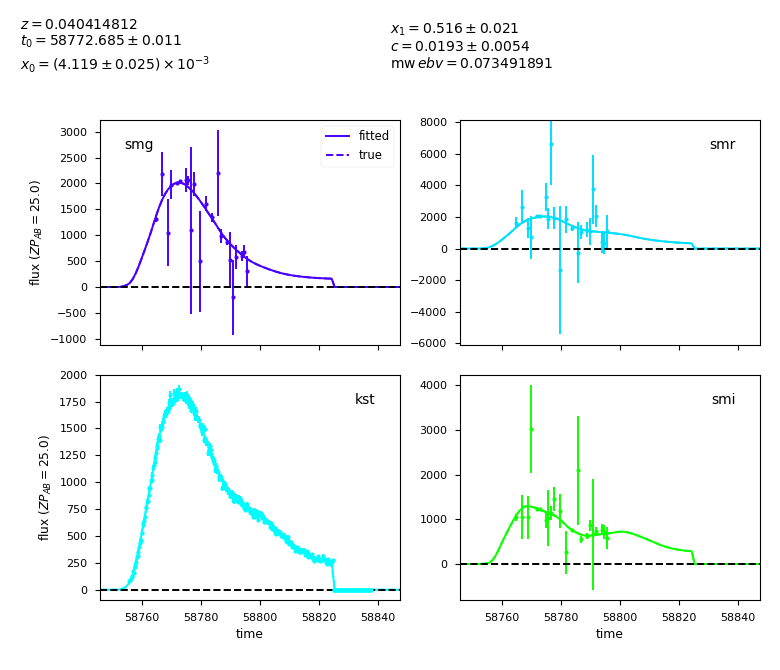 z = 0.040414812
t₀ = 58772.685 ± 0.011
x₀ = (4.119 ± 0.025) × 10⁻³
x₁ = 0.516 ± 0.021
c = 0.0193 ± 0.0054
mw ebv = 0.073491891
smg
fitted
true
3000
2500
2000
1500
1000
500
0
−500
−1000
flux (ZP_AB = 25.0)
smr
8000
6000
4000
2000
0
−2000
−4000
−6000
kst
2000
1750
1500
1250
1000
750
500
250
0
flux (ZP_AB = 25.0)
58760
58780
58800
58820
58840
time
smi
4000
3000
2000
1000
0
58760
58780
58800
58820
58840
time